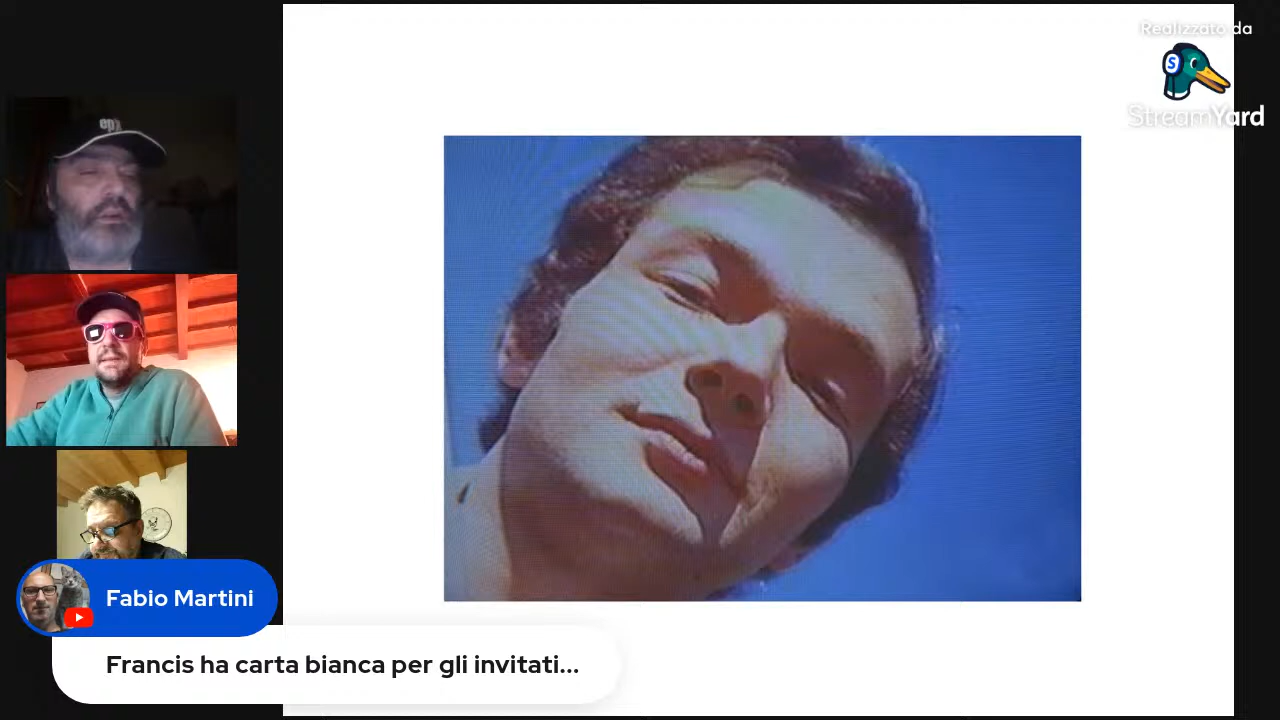 Realizzato da
StreamYard
Fabio Martini
Francis ha carta bianca per gli invitati...